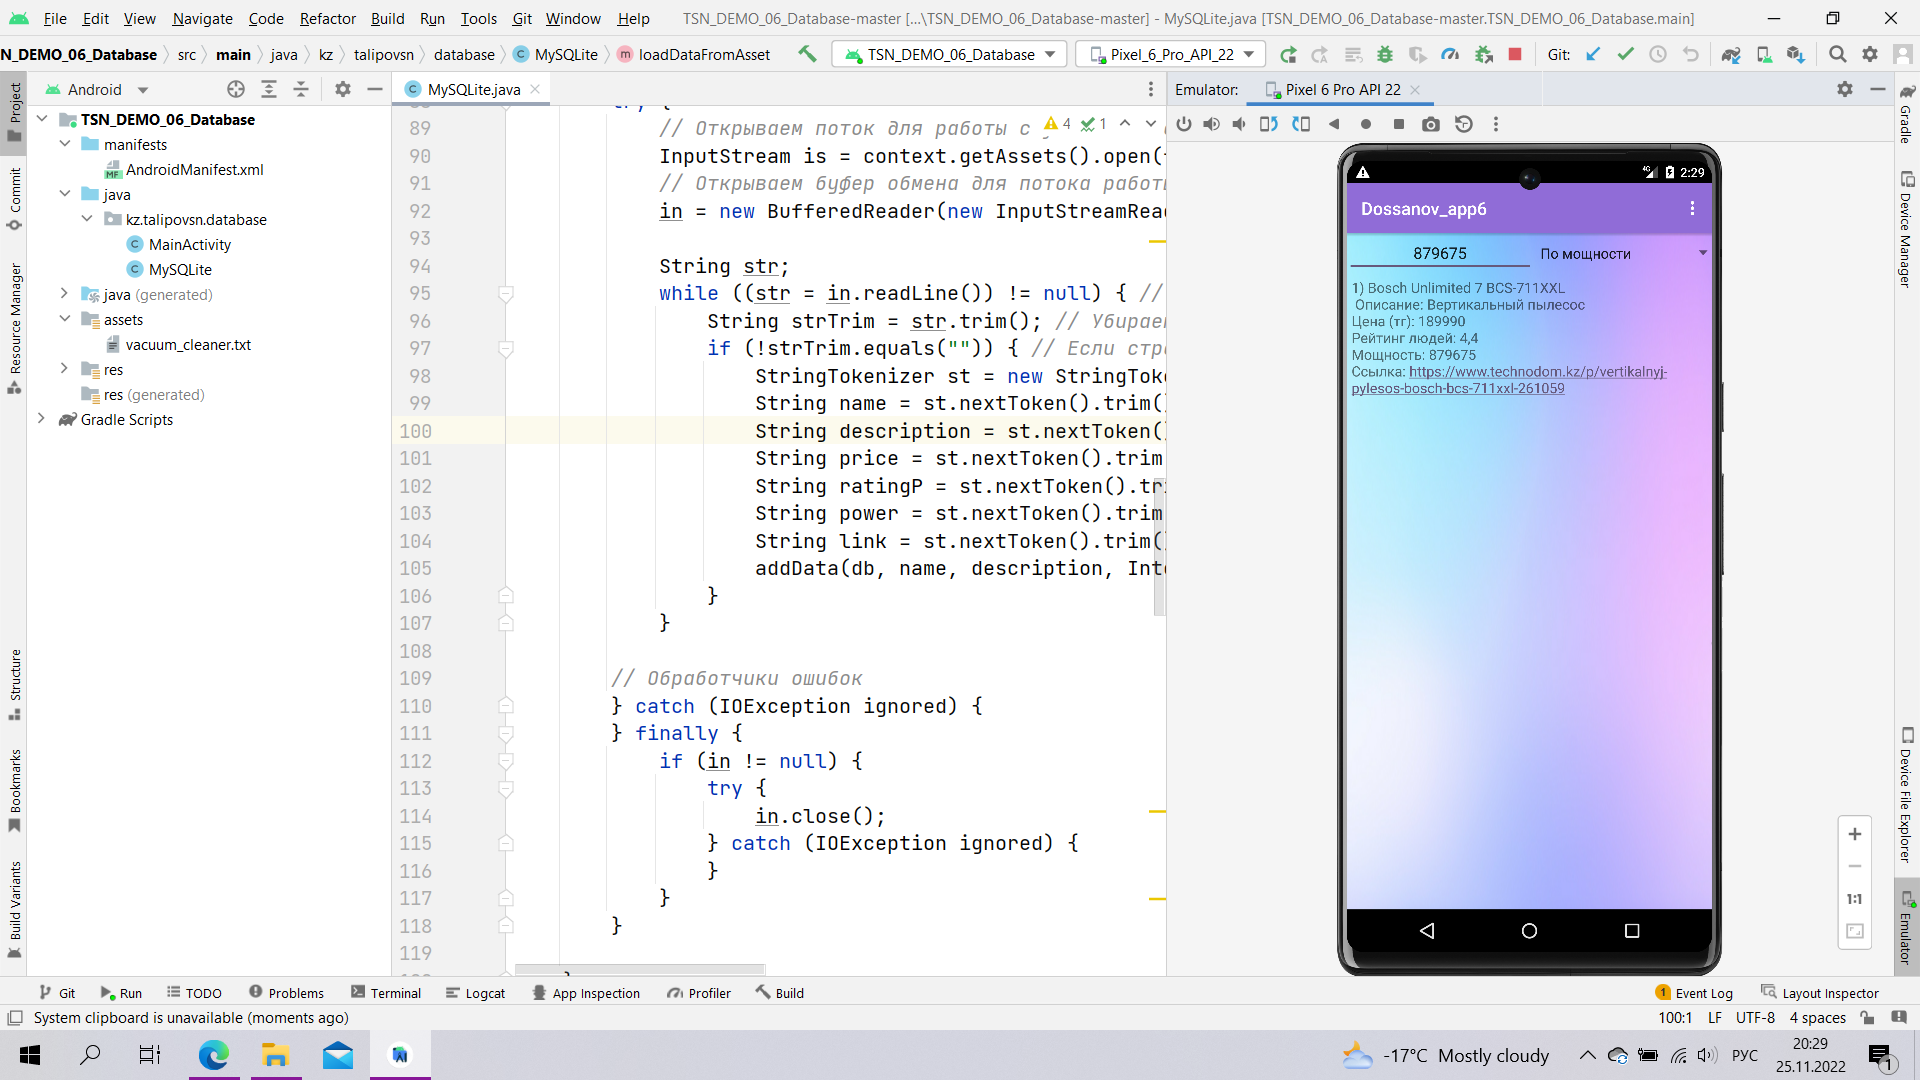 File Edit View Navigate Code Refactor Build Run Tools Git Window Help TSN_DEMO_06_Database-master [...\TSN_DEMO_06_Database-master] - MySQLite.java [TSN_DEMO_06_Database-master.TSN_DEMO_06_Database.main]
N_DEMO_06_Database src main java kz talipovsn database MySQLite loadDataFromAsset TSN_DEMO_06_Database Pixel_6_Pro_API_22 Git:
Project
Commit
Resource Manager
Structure
Bookmarks
Build Variants
Android
TSN_DEMO_06_Database
manifests
AndroidManifest.xml
java
kz.talipovsn.database
MainActivity
MySQLite
java (generated)
assets
vacuum_cleaner.txt
res
res (generated)
Gradle Scripts
MySQLite.java
4 1
89 // Открываем поток для работы с
90 InputStream is = context.getAssets().open(
91 // Открываем буфер обмена для потока работы
92 in = new BufferedReader(new InputStreamRea
93
94 String str;
95 while ((str = in.readLine()) != null) { //
96 String strTrim = str.trim(); // Убирае
97 if (!strTrim.equals("")) { // Если стр
98 StringTokenizer st = new StringTok
99 String name = st.nextToken().trim(
100 String description = st.nextToken(
101 String price = st.nextToken().trim
102 String ratingP = st.nextToken().tr
103 String power = st.nextToken().trim
104 String link = st.nextToken().trim(
105 addData(db, name, description, Int
106 }
107 }
108
109 // Обработчики ошибок
110 } catch (IOException ignored) {
111 } finally {
112 if (in != null) {
113 try {
114 in.close();
115 } catch (IOException ignored) {
116 }
117 }
118 }
119
Emulator: Pixel 6 Pro API 22
4G 2:29
Dossanov_app6
879675 По мощности
1) Bosch Unlimited 7 BCS-711XXL
Описание: Вертикальный пылесос
Цена (тг): 189990
Рейтинг людей: 4,4
Мощность: 879675
Ссылка: https://www.technodom.kz/p/vertikalnyj-
pylesos-bosch-bcs-711xxl-261059
1:1
Gradle
Device Manager
Device File Explorer
Emulator
Git Run TODO Problems Terminal Logcat App Inspection Profiler Build 1 Event Log Layout Inspector
System clipboard is unavailable (moments ago) 100:1 LF UTF-8 4 spaces
-17°C Mostly cloudy РУС 20:29
25.11.2022
1